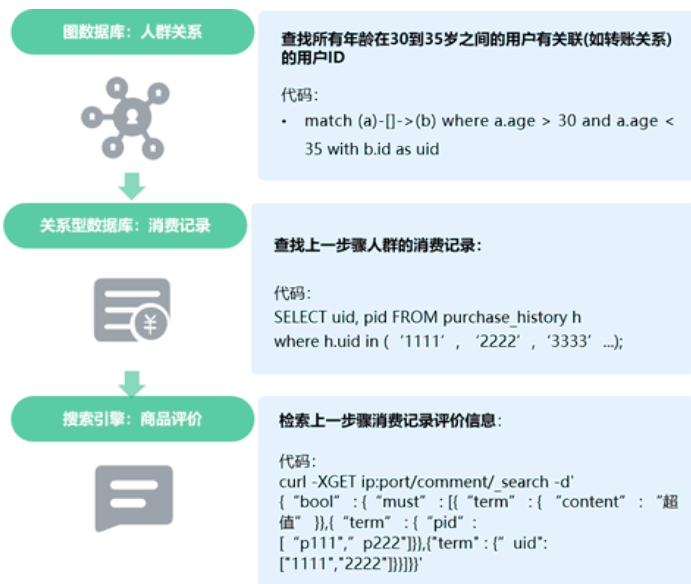 图数据库：人群关系
查找所有年龄在30到35岁之间的用户有关联(如转账关系)
的用户ID
代码：
• match (a)-[]->(b) where a.age > 30 and a.age <
35 with b.id as uid
关系型数据库：消费记录
查找上一步骤人群的消费记录：
代码：
SELECT uid, pid FROM purchase_history h
where h.uid in (‘1111’, ‘2222’, ‘3333’ ...);
搜索引擎：商品评价
检索上一步骤消费记录评价信息：
代码：
curl -XGET ip:port/comment/_search -d'
{“bool” : {“must” : [{“term” : { “content” : “超
值” }},{ “term” : { “pid” :
[ “p111",” p222"]}},{"term" : {” uid":
["1111","2222"]}}]}}'